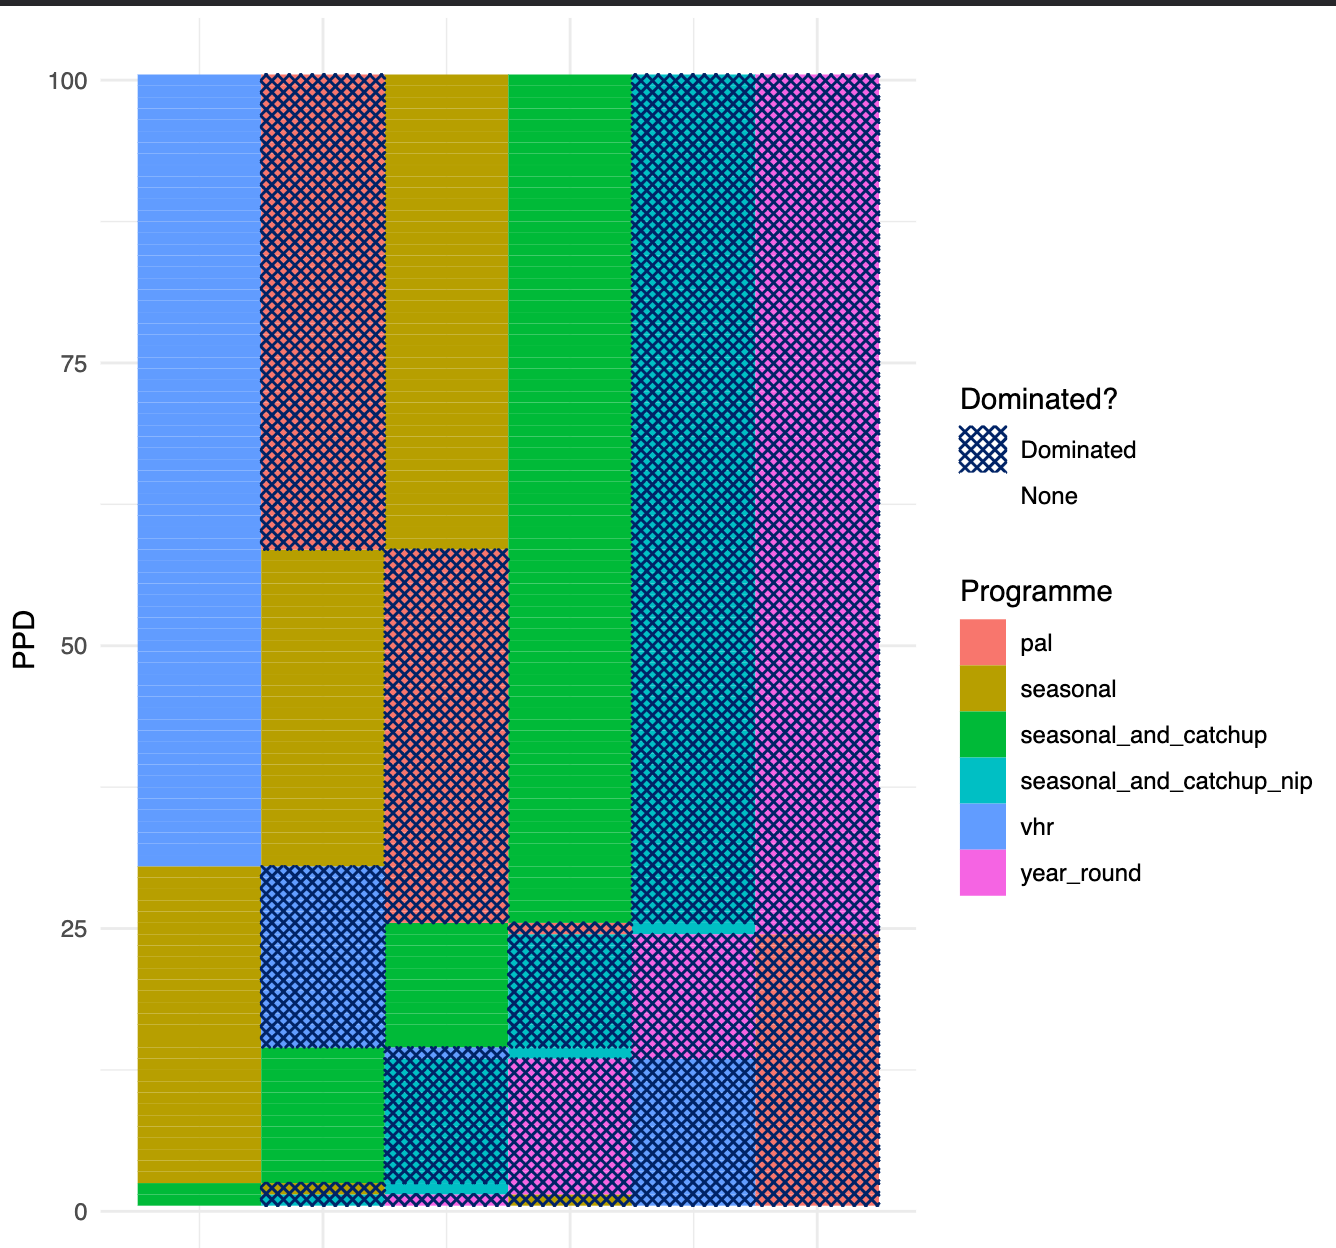 100
75
50
25
0
PPD
Dominated?
Dominated
None
Programme
pal
seasonal
seasonal_and_catchup
seasonal_and_catchup_nip
vhr
year_round